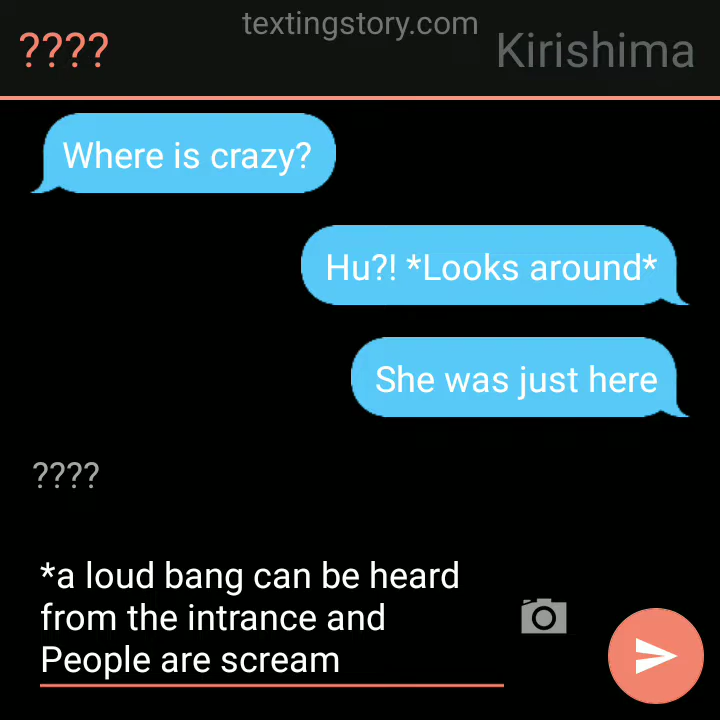 textingstory.com
???? Kirishima
Where is crazy?
Hu?! *Looks around*
She was just here
????
*a loud bang can be heard
from the intrance and
People are scream